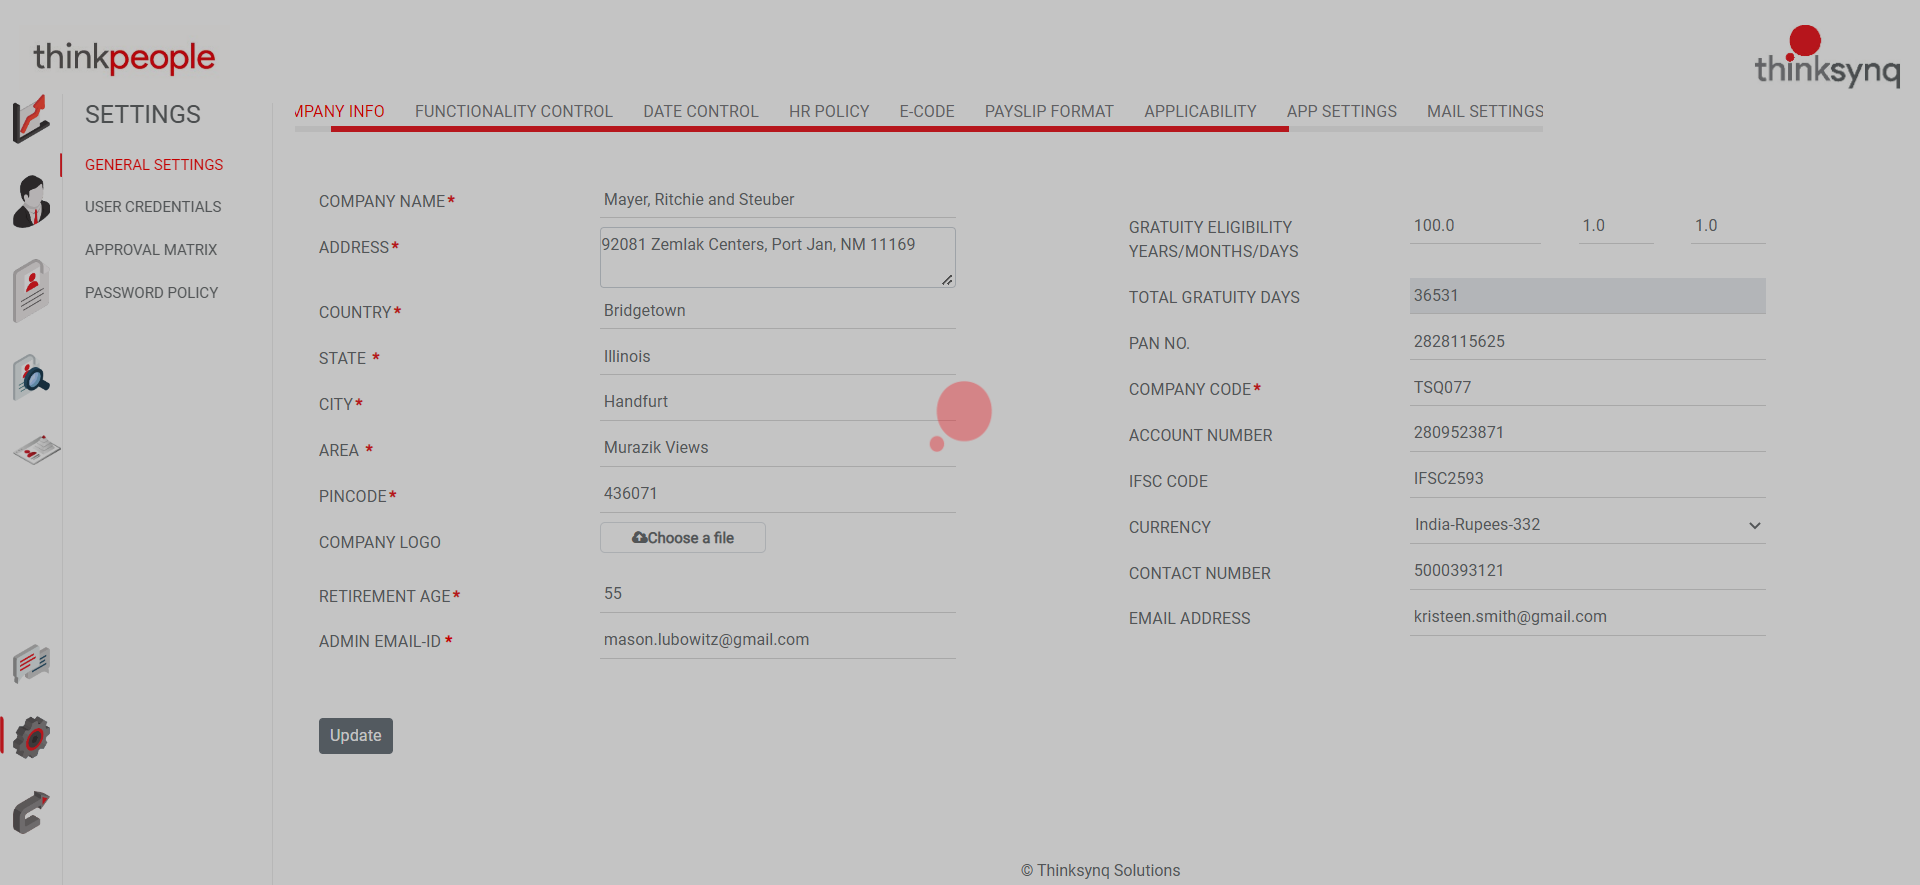 thinkpeople
thinksynq
SETTINGS
GENERAL SETTINGS
USER CREDENTIALS
APPROVAL MATRIX
PASSWORD POLICY
MPANY INFO FUNCTIONALITY CONTROL DATE CONTROL HR POLICY E-CODE PAYSLIP FORMAT APPLICABILITY APP SETTINGS MAIL SETTINGS
COMPANY NAME* Mayer, Ritchie and Steuber
ADDRESS* 92081 Zemlak Centers, Port Jan, NM 11169
COUNTRY* Bridgetown
STATE * Illinois
CITY* Handfurt
AREA * Murazik Views
PINCODE* 436071
COMPANY LOGO Choose a file
RETIREMENT AGE* 55
ADMIN EMAIL-ID * mason.lubowitz@gmail.com
GRATUITY ELIGIBILITY
YEARS/MONTHS/DAYS 100.0 1.0 1.0
TOTAL GRATUITY DAYS 36531
PAN NO. 2828115625
COMPANY CODE* TSQ077
ACCOUNT NUMBER 2809523871
IFSC CODE IFSC2593
CURRENCY India-Rupees-332
CONTACT NUMBER 5000393121
EMAIL ADDRESS kristeen.smith@gmail.com
Update
© Thinksynq Solutions